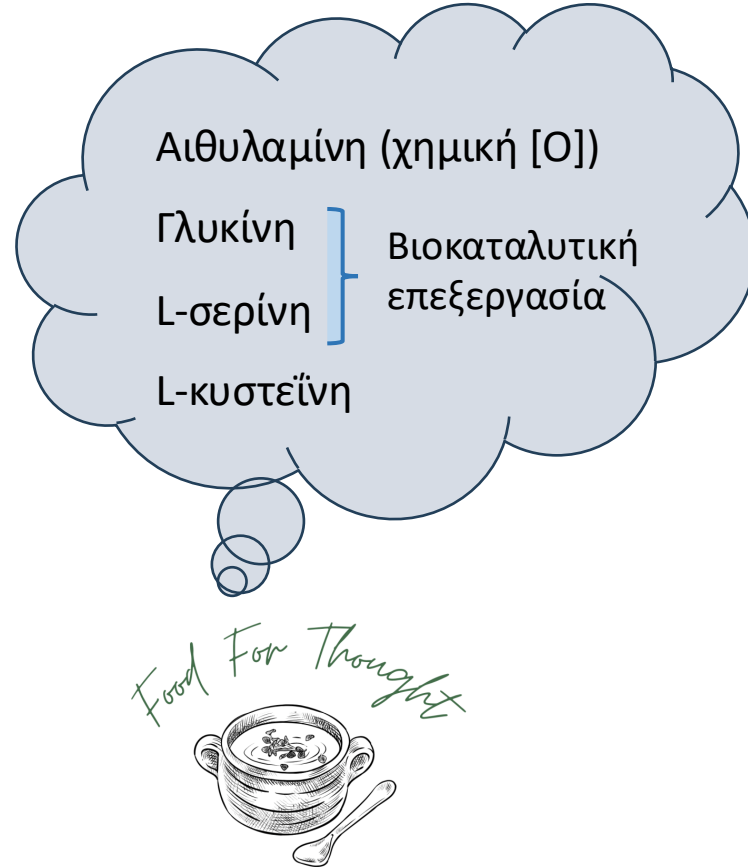 Αιθυλαμίνη (χημική [Ο])
Γλυκίνη
L-σερίνη
Βιοκαταλυτική
επεξεργασία
L-κυστεΐνη
Food For Thought